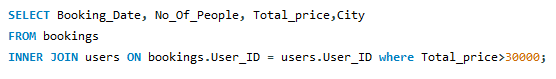 SELECT Booking_Date, No_Of_People, Total_price,City
FROM bookings
INNER JOIN users ON bookings.User_ID = users.User_ID where Total_price>30000;